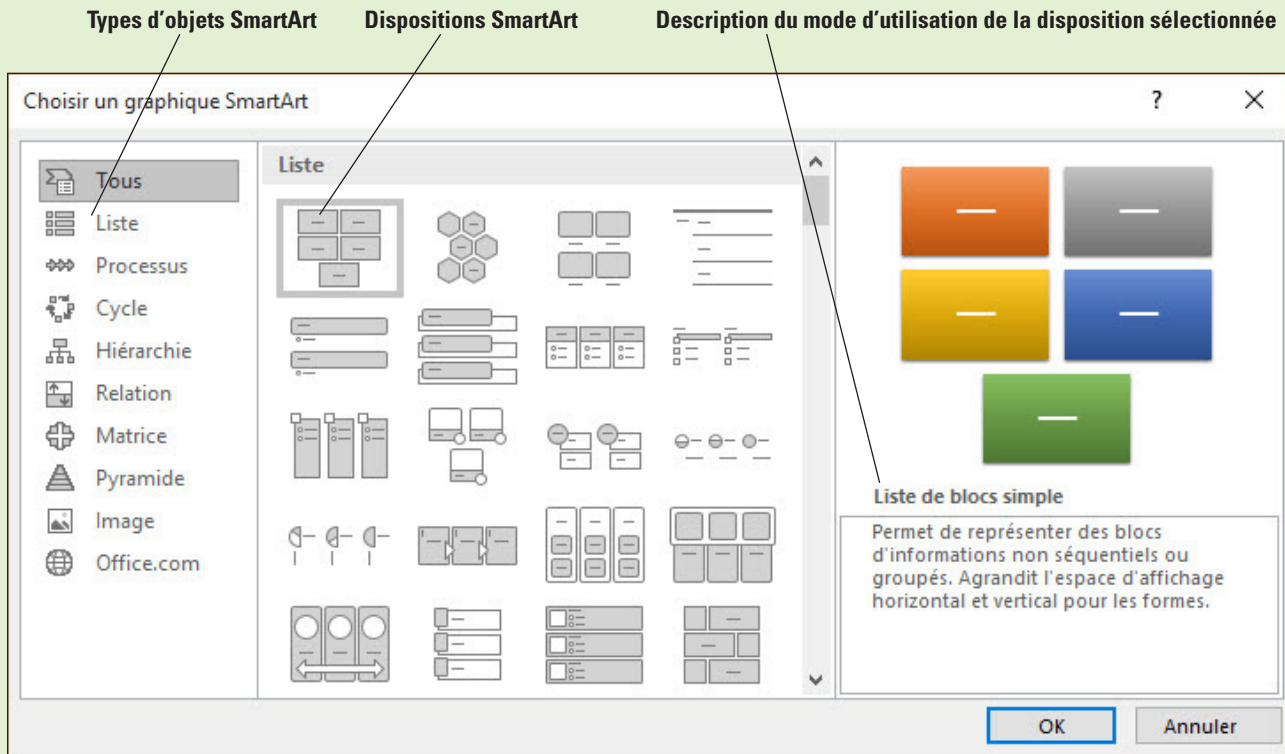 Types d'objets SmartArt Dispositions SmartArt Description du mode d'utilisation de la disposition sélectionnée
Choisir un graphique SmartArt ? ×
Tous
Liste
Processus
Cycle
Hiérarchie
Relation
Matrice
Pyramide
Image
Office.com
Liste
Liste de blocs simple
Permet de représenter des blocs
d'informations non séquentiels ou
groupés. Agrandit l'espace d'affichage
horizontal et vertical pour les formes.
OK Annuler